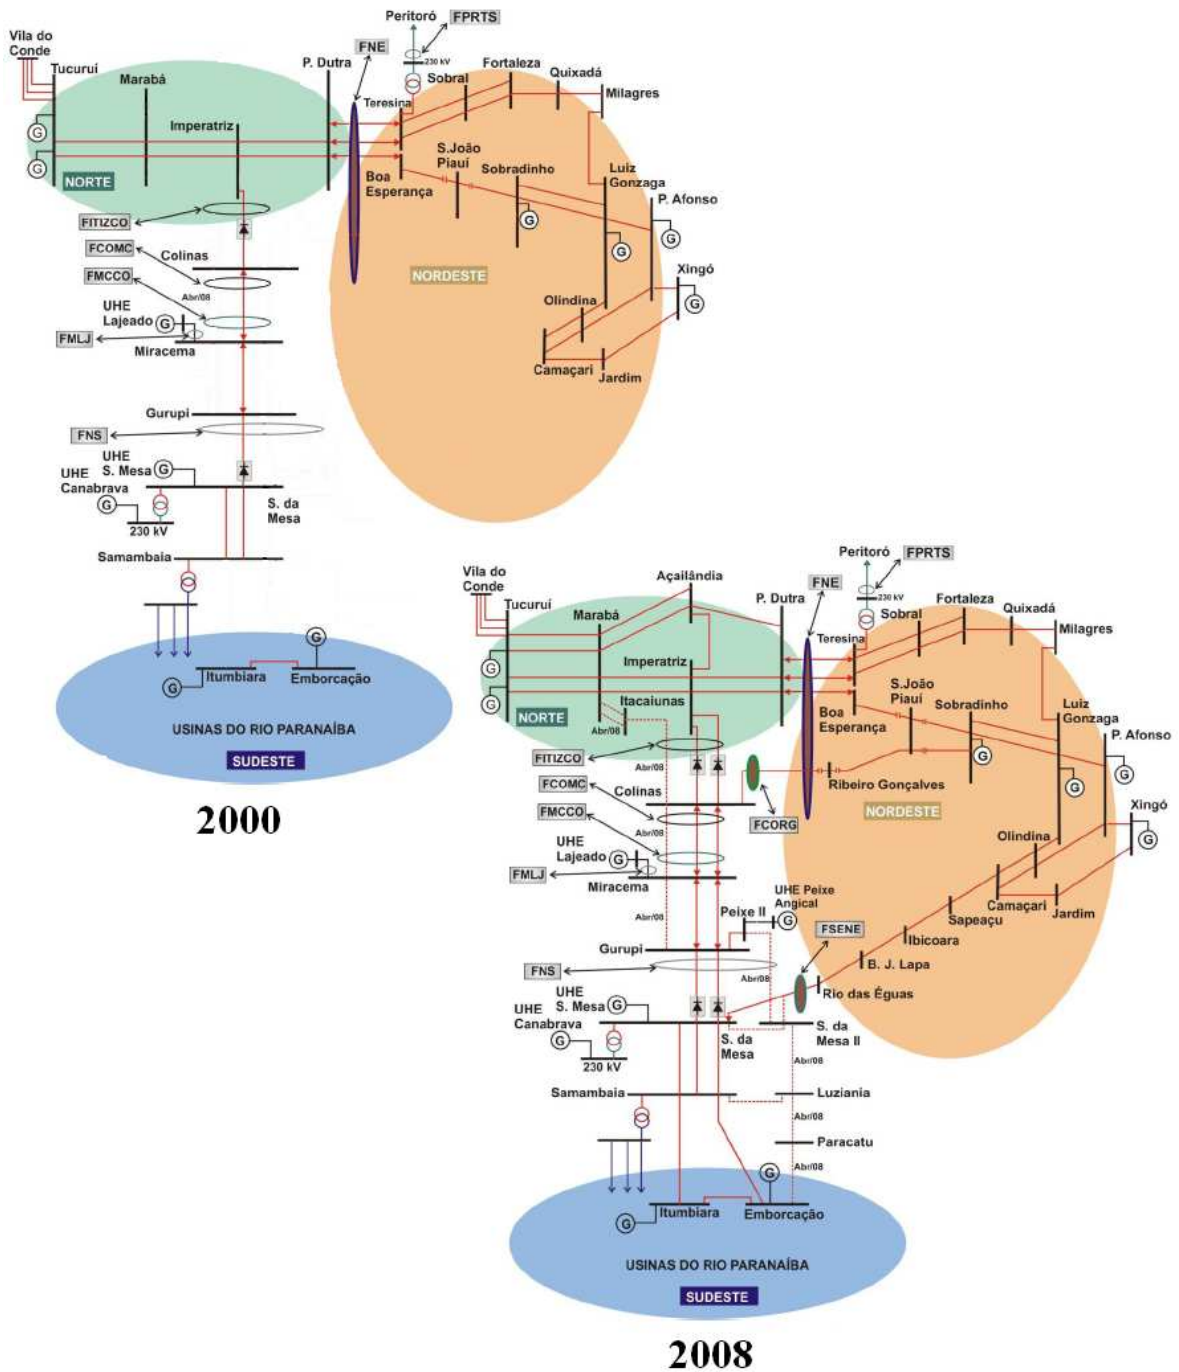 Peritoró
FPRTS
FNE
230 kV
Vila do
Conde
Tucuruí
Marabá
P. Dutra
Sobral
Fortaleza
Quixadá
Milagres
Teresina
Imperatriz
G
G
NORTE
Boa
Esperança
S.João
Piauí
Sobradinho
Luiz
Gonzaga
P. Afonso
G
G
G
FITIZCO
FCOMC
Colinas
NORDESTE
Xingó
FMCCO
Abr/08
UHE
Lajeado
G
Olindina
G
FMLJ
Miracema
Camaçari
Jardim
Gurupi
FNS
UHE
S. Mesa
G
UHE
Canabrava
G
S. da
Mesa
230 kV
Samambaia
G
Itumbiara
Emborcação
G
USINAS DO RIO PARANAÍBA
SUDESTE
2000
Peritoró
FPRTS
FNE
230 kV
Vila do
Conde
Tucuruí
Açailândia
Marabá
P. Dutra
Sobral
Fortaleza
Quixadá
Milagres
Teresina
Imperatriz
G
G
Itacaiunas
NORTE
Abr/08
Boa
Esperança
S.João
Piauí
Sobradinho
Luiz
Gonzaga
P. Afonso
G
G
G
FITIZCO
Abr/08
Ribeiro Gonçalves
FCOMC
Colinas
NORDESTE
Xingó
FMCCO
Abr/08
FCORG
UHE
Lajeado
G
Olindina
G
FMLJ
Miracema
UHE Peixe
Angical
Camaçari
Jardim
Sapeaçu
Abr/08
Peixe II
G
FSENE
Ibicoara
Gurupi
B. J. Lapa
FNS
Abr/08
Rio das Éguas
UHE
S. Mesa
G
UHE
Canabrava
G
S. da
Mesa
S. da
Mesa II
230 kV
Abr/08
Samambaia
Luziania
Abr/08
Paracatu
Abr/08
G
Itumbiara
Emborcação
G
USINAS DO RIO PARANAÍBA
SUDESTE
2008